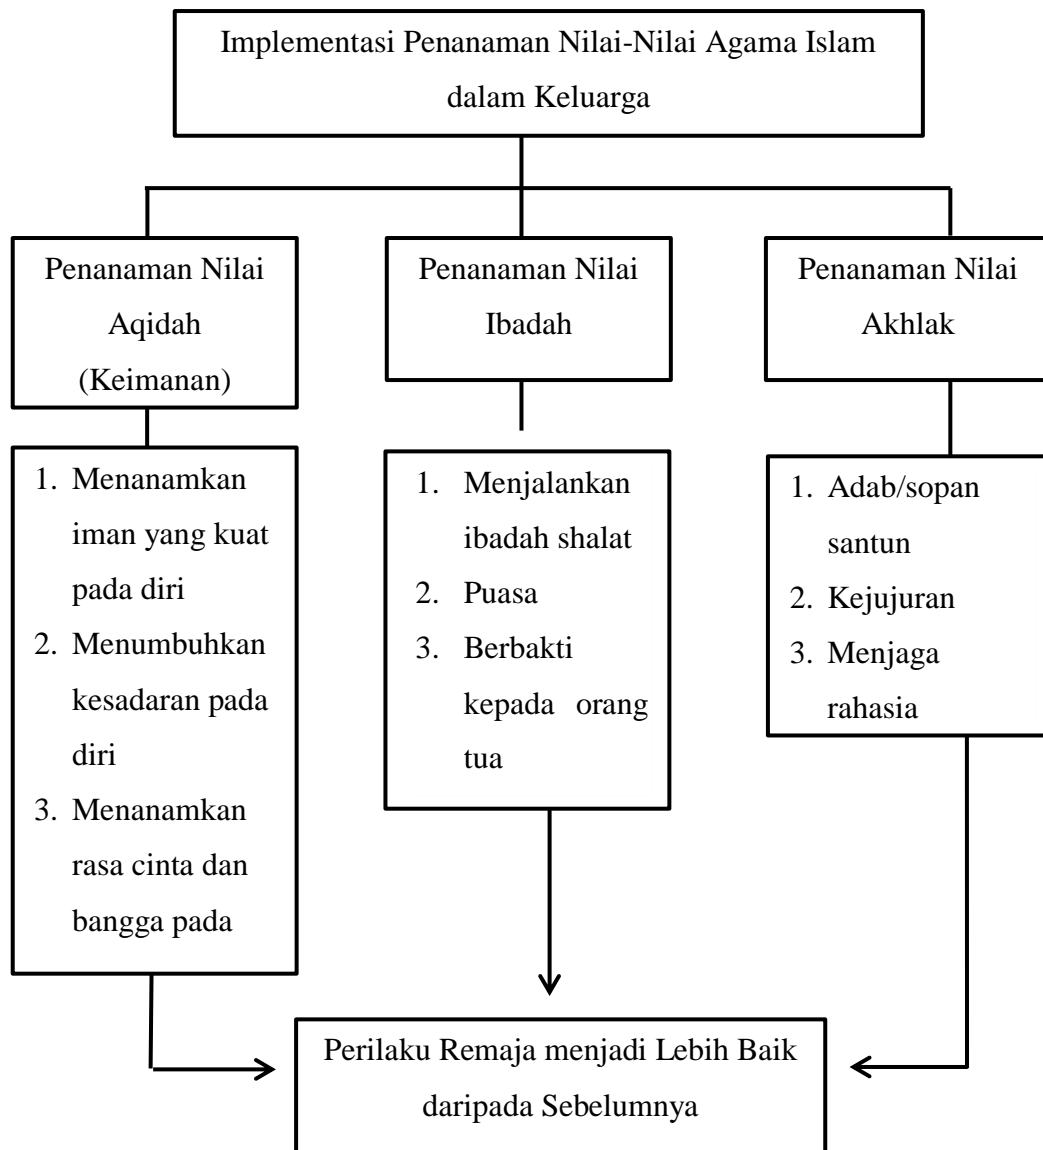 Implementasi Penanaman Nilai-Nilai Agama Islam
dalam Keluarga
Penanaman Nilai
Aqidah
(Keimanan)
Penanaman Nilai
Ibadah
Penanaman Nilai
Akhlak
1. Menanamkan
iman yang kuat
pada diri
2. Menumbuhkan
kesadaran pada
diri
3. Menanamkan
rasa cinta dan
bangga pada
1. Menjalankan
ibadah shalat
2. Puasa
3. Berbakti
kepada orang
tua
1. Adab/sopan
santun
2. Kejujuran
3. Menjaga
rahasia
Perilaku Remaja menjadi Lebih Baik
daripada Sebelumnya